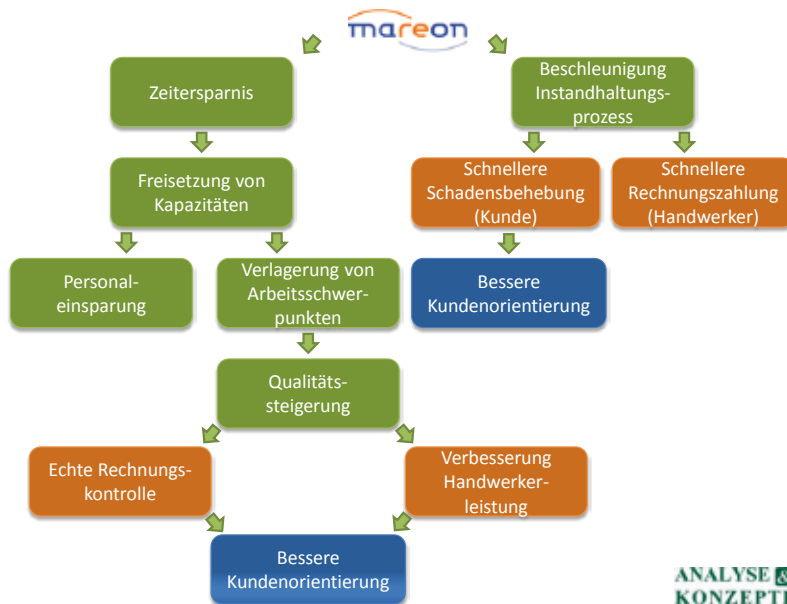 mareon
Zeitersparnis
Beschleunigung
Instandhaltungs-
prozess
Freisetzung von
Kapazitäten
Schnellere
Schadensbehebung
(Kunde)
Schnellere
Rechnungszahlung
(Handwerker)
Personal-
einsparung
Verlagerung von
Arbeitsschwer-
punkten
Bessere
Kundenorientierung
Qualitäts-
steigerung
Echte Rechnungs-
kontrolle
Verbesserung
Handwerker-
leistung
Bessere
Kundenorientierung
ANALYSE &
KONZEPTE